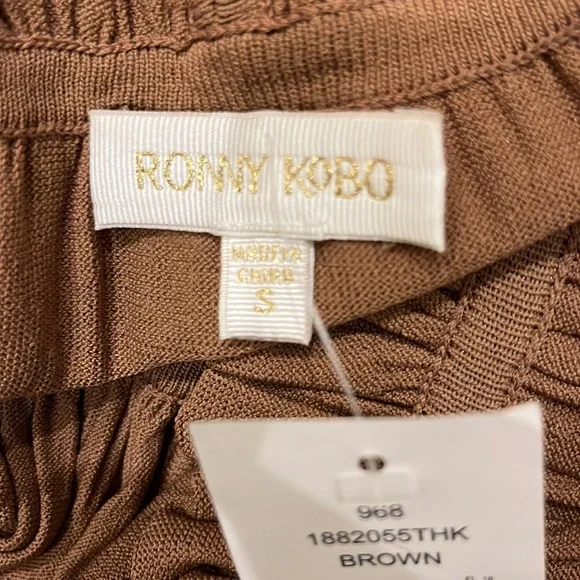 RONNY KOBO
MADE IN
CHINA
S
968
1882055THK
BROWN